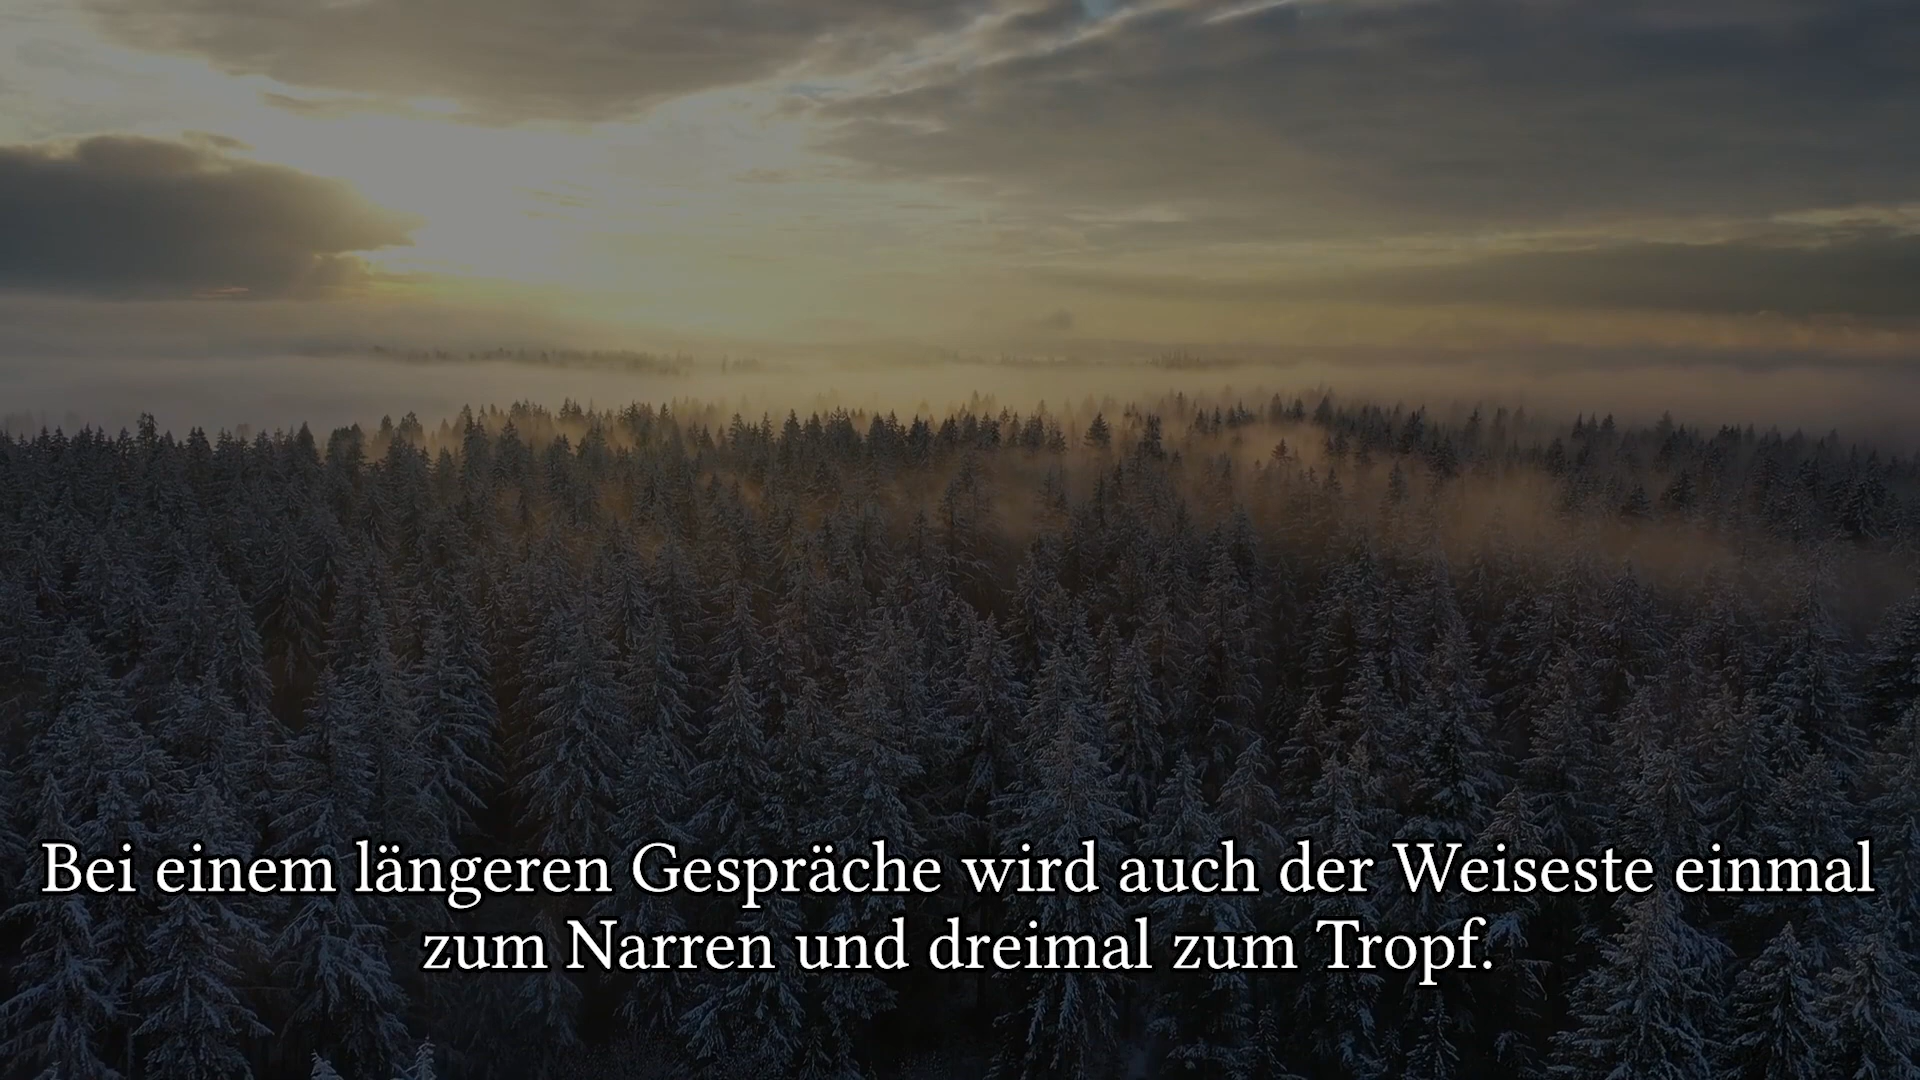 Bei einem längeren Gespräche wird auch der Weiseste einmal
zum Narren und dreimal zum Tropf.